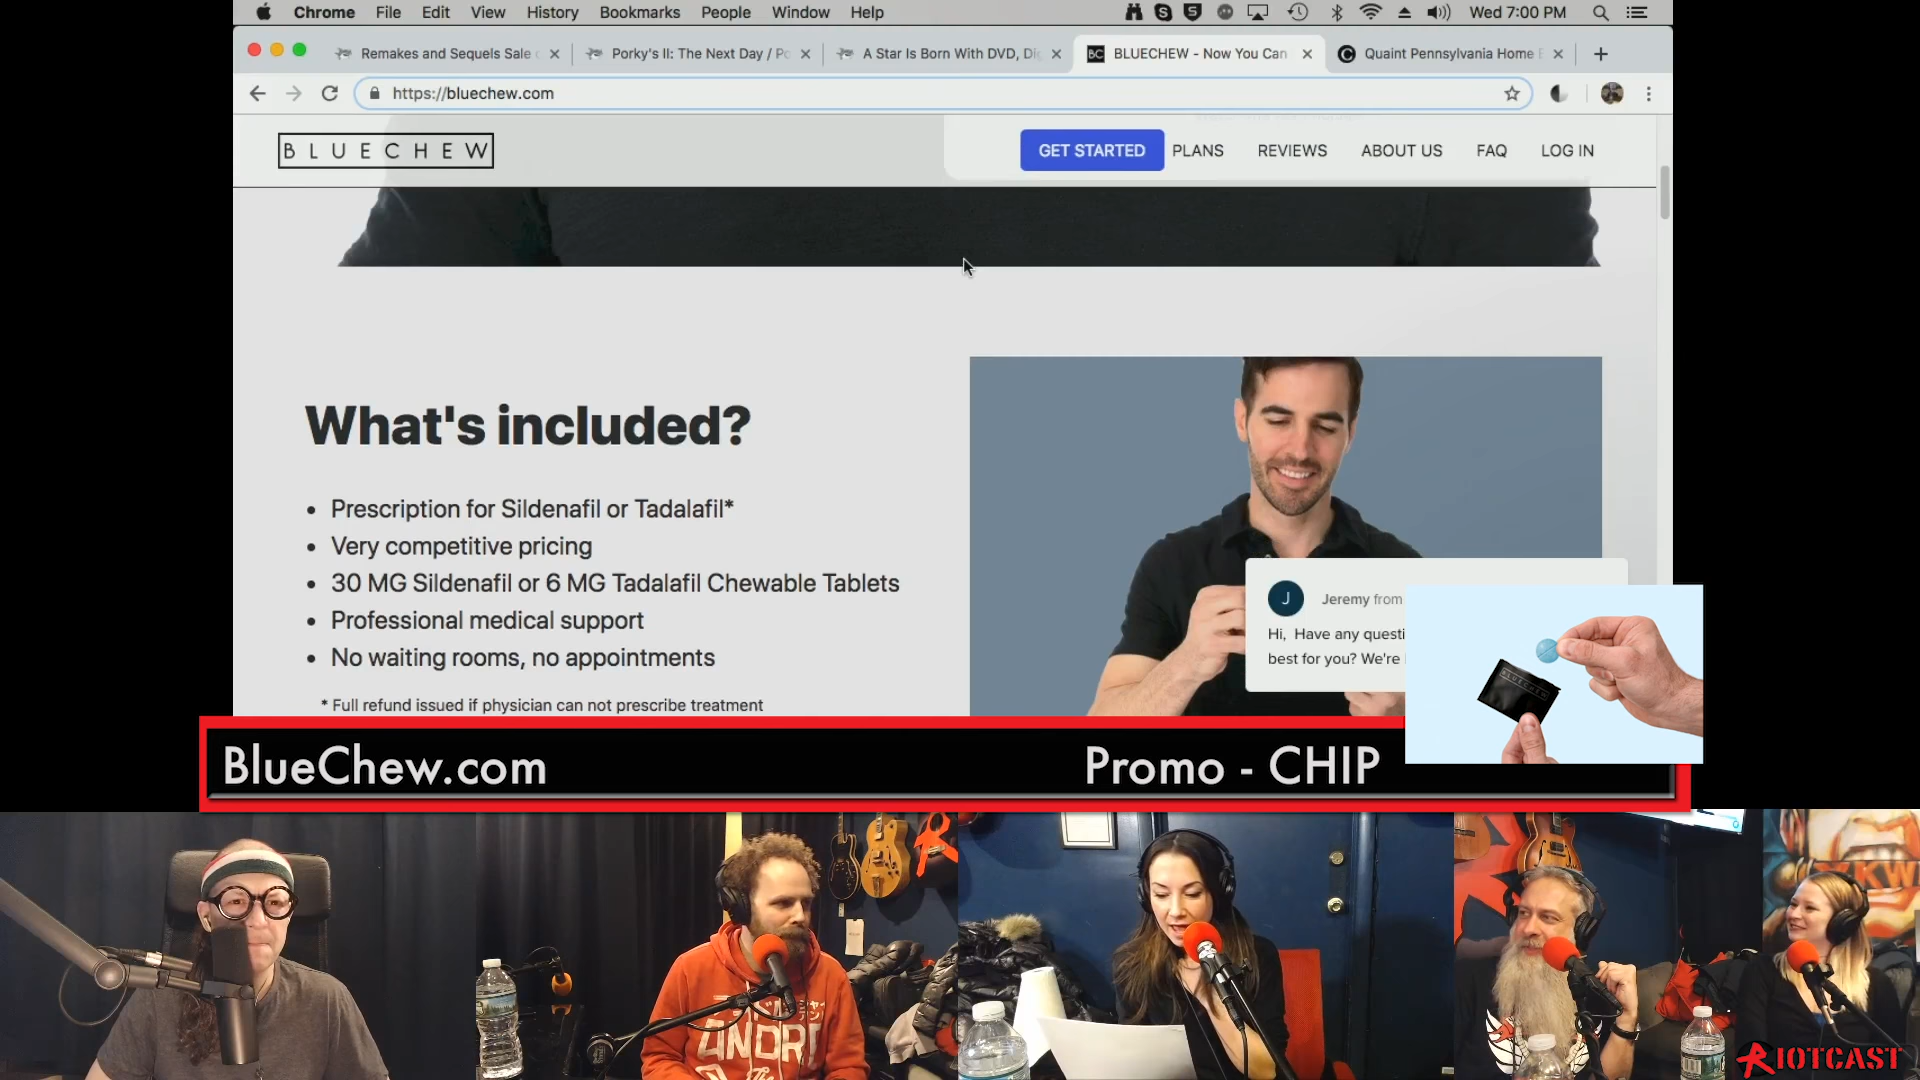 Chrome File Edit View History Bookmarks People Window Help Wed 7:00 PM
Remakes and Sequels Sale
Porky's II: The Next Day / Po
A Star Is Born With DVD, Di
BLUECHEW - Now You Can
Quaint Pennsylvania Home
https://bluechew.com
BLUECHEW
GET STARTED PLANS REVIEWS ABOUT US FAQ LOG IN
What's included?
• Prescription for Sildenafil or Tadalafil*
• Very competitive pricing
• 30 MG Sildenafil or 6 MG Tadalafil Chewable Tablets
• Professional medical support
• No waiting rooms, no appointments
* Full refund issued if physician can not prescribe treatment
J
Jeremy from
Hi, Have any questi
best for you? We're
BLUECHEW
BlueChew.com
Promo - CHIP
ANDRE
The
RIOTCAST